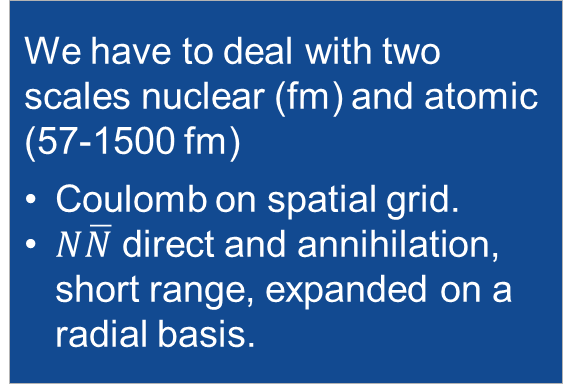 We have to deal with two
scales nuclear (fm) and atomic
(57-1500 fm)
• Coulomb on spatial grid.
• NN̅ direct and annihilation,
short range, expanded on a
radial basis.